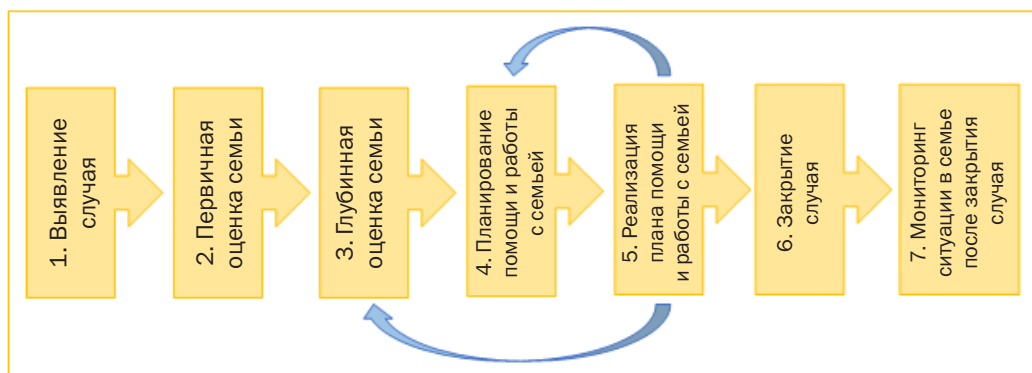 1. Выявление
случая
2. Первичная
оценка семьи
3. Глубинная
оценка семьи
4. Планирование
помощи и работы
с семьей
5. Реализация
плана помощи
и работы с семьей
6. Закрытие
случая
7. Мониторинг
ситуации в семье
после закрытия
случая